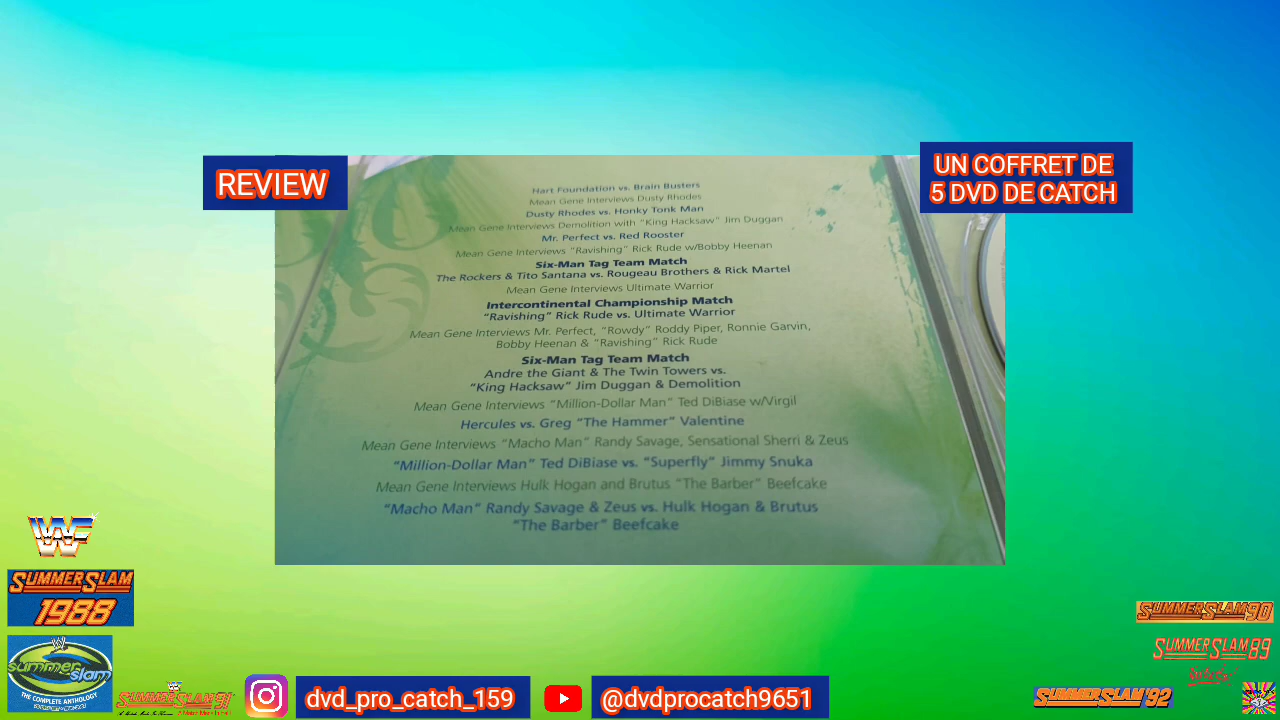 REVIEW
UN COFFRET DE
5 DVD DE CATCH
Hart Foundation vs. Brain Busters
Mean Gene Interviews Dusty Rhodes
Dusty Rhodes vs. Honky Tonk Man
Mean Gene Interviews Demolition with "King Hacksaw" Jim Duggan
Mr. Perfect vs. Red Rooster
Mean Gene Interviews "Ravishing" Rick Rude w/Bobby Heenan
Six-Man Tag Team Match
The Rockers & Tito Santana vs. Rougeau Brothers & Rick Martel
Mean Gene Interviews Ultimate Warrior
Intercontinental Championship Match
"Ravishing" Rick Rude vs. Ultimate Warrior
Mean Gene Interviews Mr. Perfect, "Rowdy" Roddy Piper, Ronnie Garvin,
Bobby Heenan & "Ravishing" Rick Rude
Six-Man Tag Team Match
Andre the Giant & The Twin Towers vs.
"King Hacksaw" Jim Duggan & Demolition
Mean Gene Interviews "Million-Dollar Man" Ted DiBiase w/Virgil
Hercules vs. Greg "The Hammer" Valentine
Mean Gene Interviews "Macho Man" Randy Savage, Sensational Sherri & Zeus
"Million-Dollar Man" Ted DiBiase vs. "Superfly" Jimmy Snuka
Mean Gene Interviews Hulk Hogan and Brutus "The Barber" Beefcake
"Macho Man" Randy Savage & Zeus vs. Hulk Hogan & Brutus
"The Barber" Beefcake
WF
SUMMERSLAM
1988
summerslam
THE COMPLETE ANTHOLOGY
SUMMERSLAM 91
dvd_pro_catch_159
@dvdprocatch9651
SUMMERSLAM 90
SUMMERSLAM 89
SUMMERSLAM '92